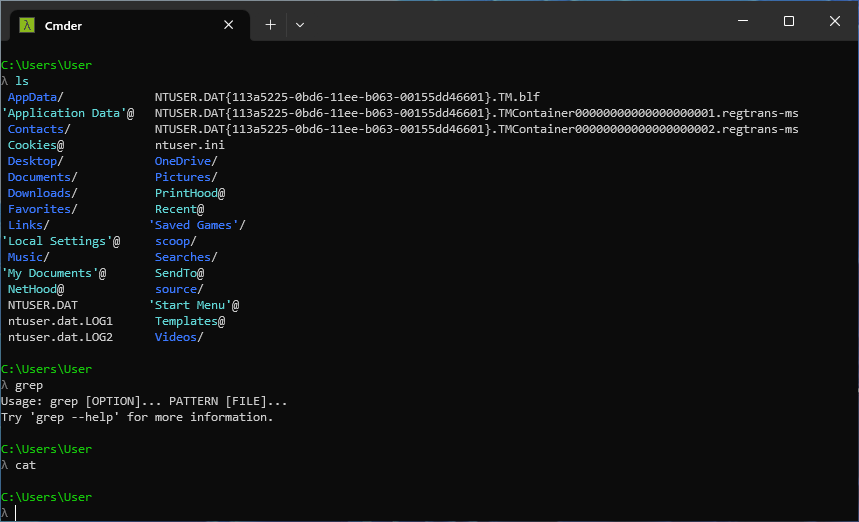 Cmder
C:\Users\User
λ ls
AppData/ NTUSER.DAT{113a5225-0bd6-11ee-b063-00155dd46601}.TM.blf
'Application Data'@ NTUSER.DAT{113a5225-0bd6-11ee-b063-00155dd46601}.TMContainer00000000000000000001.regtrans-ms
Contacts/ NTUSER.DAT{113a5225-0bd6-11ee-b063-00155dd46601}.TMContainer00000000000000000002.regtrans-ms
Cookies@ ntuser.ini
Desktop/ OneDrive/
Documents/ Pictures/
Downloads/ PrintHood@
Favorites/ Recent@
Links/ 'Saved Games'/
'Local Settings'@ scoop/
Music/ Searches/
'My Documents'@ SendTo@
NetHood@ source/
NTUSER.DAT 'Start Menu'@
ntuser.dat.LOG1 Templates@
ntuser.dat.LOG2 Videos/
C:\Users\User
λ grep
Usage: grep [OPTION]... PATTERN [FILE]...
Try 'grep --help' for more information.
C:\Users\User
λ cat
C:\Users\User
λ